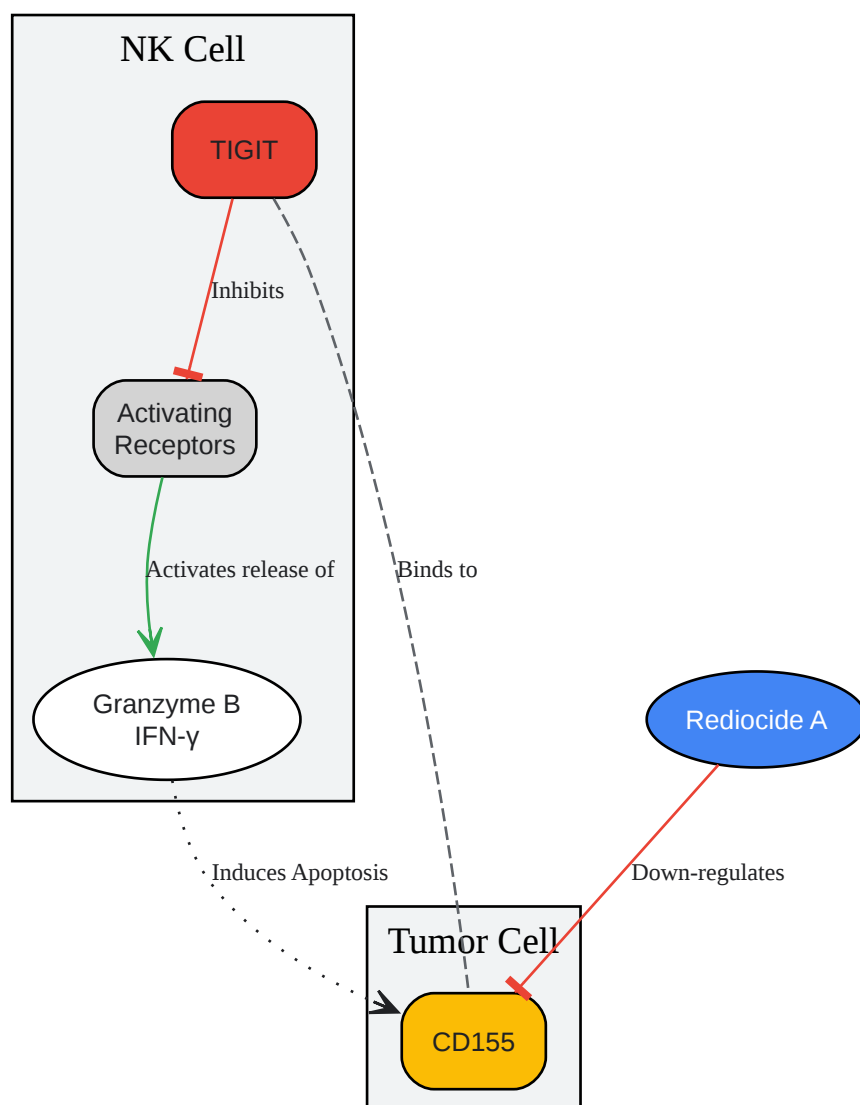 NK Cell
TIGIT
Inhibits
Activating
Receptors
Activates release of
Binds to
Granzyme B
IFN-γ
Rediocide A
Induces Apoptosis
Down-regulates
Tumor Cell
CD155